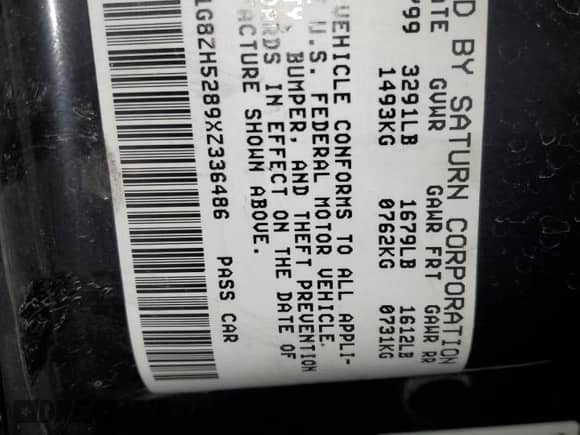 D BY SATURN CORPORATION
TE GVWR GAWR FRT GAWR RR
/99 3291LB 1679LB 1612LB
1493KG 0762KG 0731KG
VEHICLE CONFORMS TO ALL APPLI-
U.S. FEDERAL MOTOR VEHICLE,
BUMPER, AND THEFT PREVENTION
RDS IN EFFECT ON THE DATE OF
ACTURE SHOWN ABOVE.
1G8ZH5289XZ336486 PASS CAR